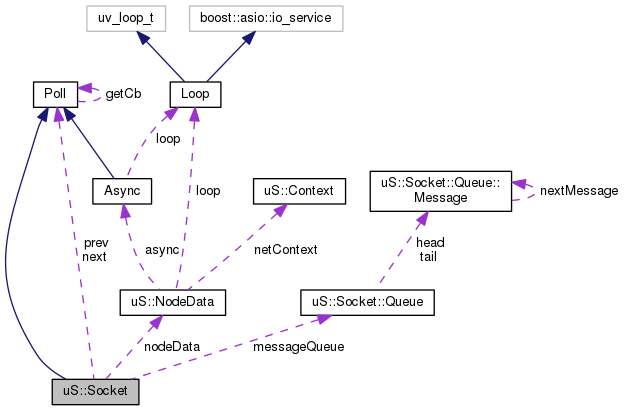 uv_loop_t
boost::asio::io_service
Poll
getCb
Loop
loop
Async
loop
uS::Context
uS::Socket::Queue::
Message
nextMessage
prev
next
async
netContext
head
tail
uS::NodeData
uS::Socket::Queue
nodeData
messageQueue
uS::Socket